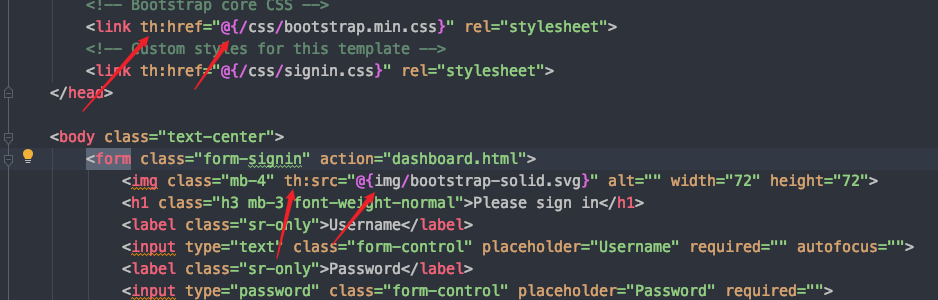 <!-- Bootstrap core CSS -->
<link th:href="@{/css/bootstrap.min.css}" rel="stylesheet">
<!-- Custom styles for this template -->
<link th:href="@{/css/signin.css}" rel="stylesheet">
</head>
<body class="text-center">
<form class="form-signin" action="dashboard.html">
<img class="mb-4" th:src="@{img/bootstrap-solid.svg}" alt="" width="72" height="72">
<h1 class="h3 mb-3 font-weight-normal">Please sign in</h1>
<label class="sr-only">Username</label>
<input type="text" class="form-control" placeholder="Username" required="" autofocus="">
<label class="sr-only">Password</label>
<input type="password" class="form-control" placeholder="Password" required="">